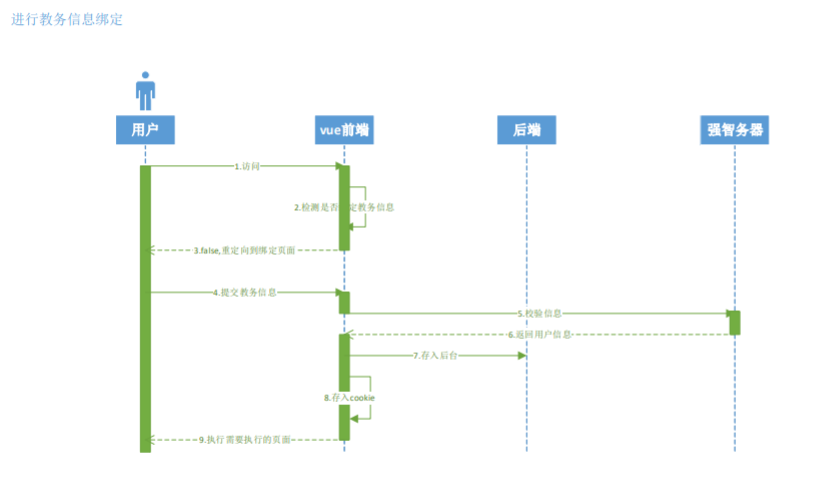 进行教务信息绑定
用户
vue前端
后端
强智务器
1.访问
2.检测是否 定教务信息
3.false,重定向到绑定页面
4.提交教务信息
5.校验信息
6.返回用户信息
7.存入后台
8.存入cookie
9.执行需要执行的页面